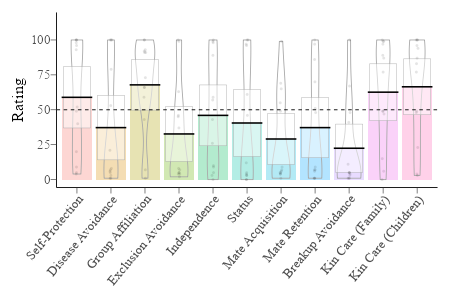 Rating
100
75
50
25
0
Self-Protection
Disease Avoidance
Group Affiliation
Exclusion Avoidance
Independence
Status
Mate Acquisition
Mate Retention
Breakup Avoidance
Kin Care (Family)
Kin Care (Children)